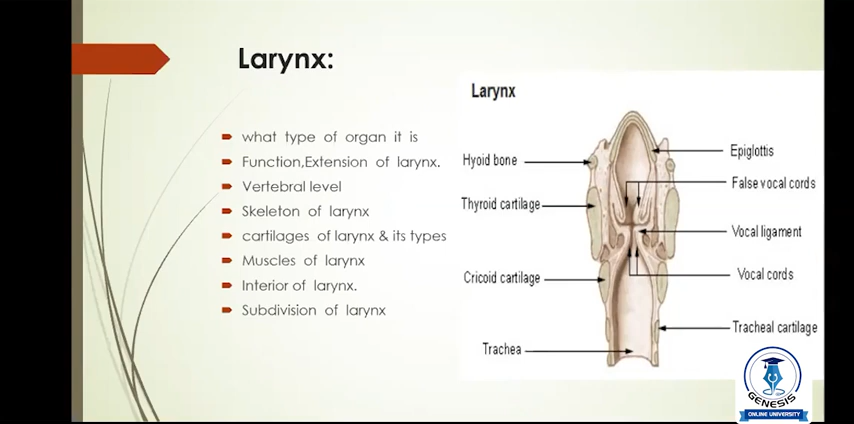 Larynx:
what type of organ it is
Function,Extension of larynx.
Vertebral level
Skeleton of larynx
cartilages of larynx & its types
Muscles of larynx
Interior of larynx.
Subdivision of larynx
Larynx
Hyoid bone
Thyroid cartilage
Cricoid cartilage
Trachea
Epiglottis
False vocal cords
Vocal ligament
Vocal cords
Tracheal cartilage
GENESIS
ONLINE UNIVERSITY